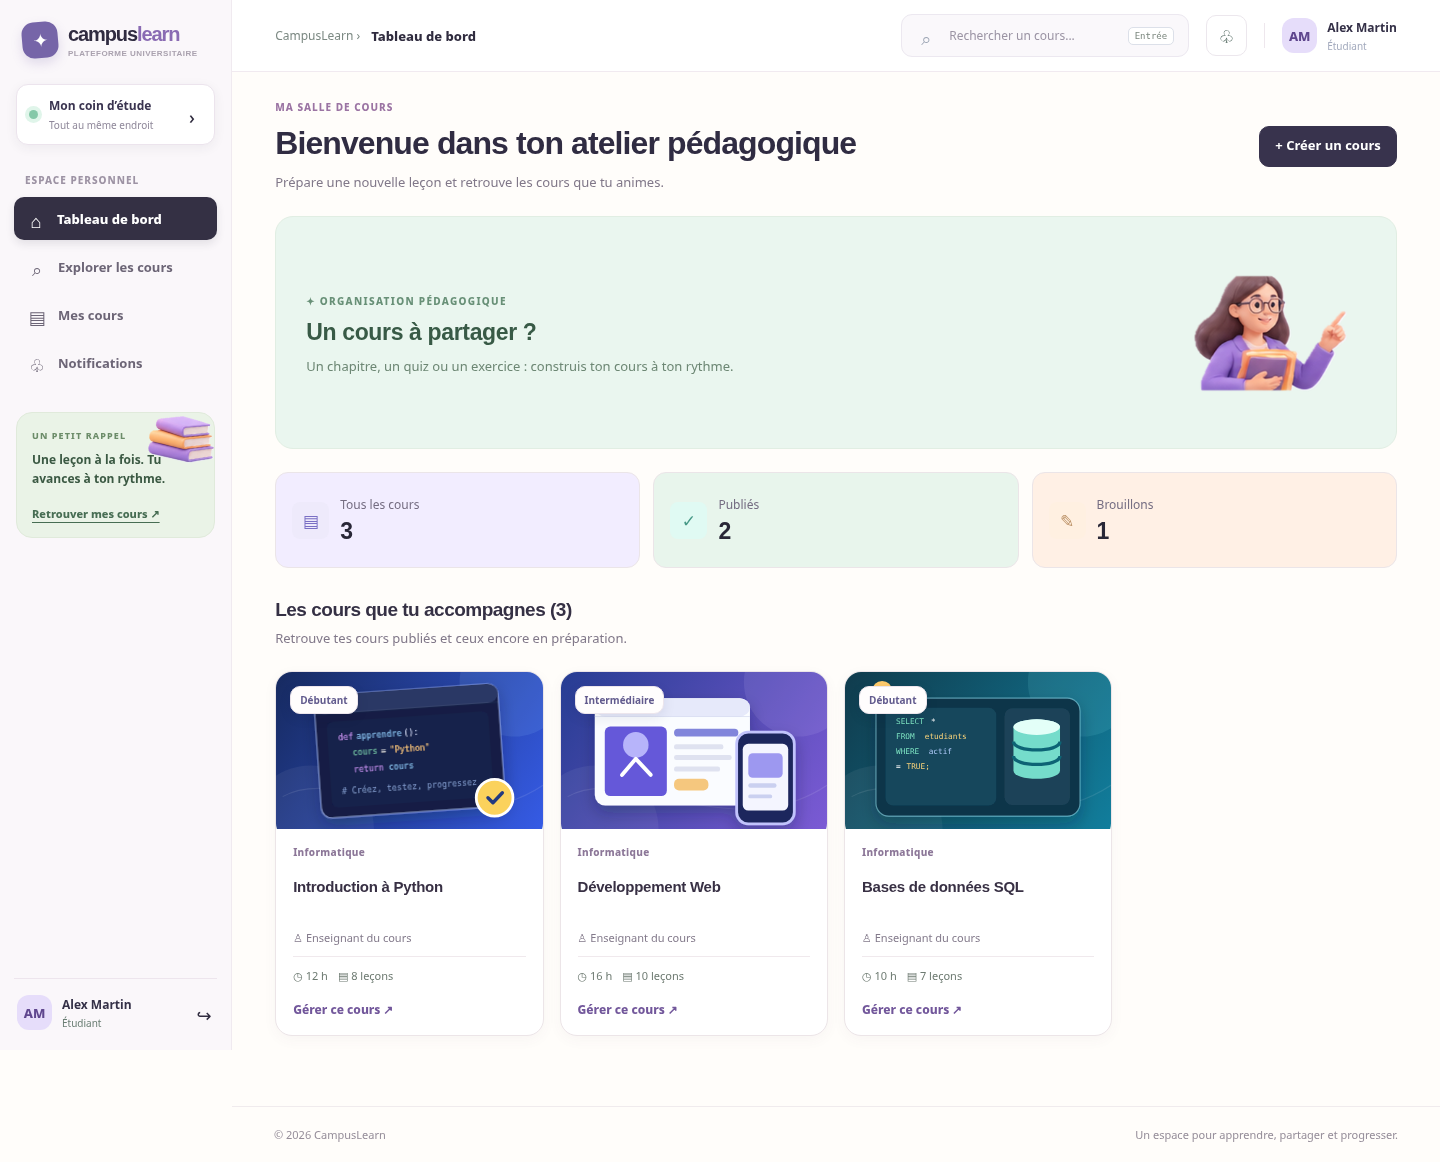 campuslearn
PLATEFORME UNIVERSITAIRE
Mon coin d'étude
Tout au même endroit
ESPACE PERSONNEL
Tableau de bord
Explorer les cours
Mes cours
Notifications
UN PETIT RAPPEL
Une leçon à la fois. Tu
avances à ton rythme.
Retrouver mes cours ↗
AM
Alex Martin
Étudiant
CampusLearn › Tableau de bord
Rechercher un cours...
Entrée
AM
Alex Martin
Étudiant
MA SALLE DE COURS
Bienvenue dans ton atelier pédagogique
Prépare une nouvelle leçon et retrouve les cours que tu animes.
+ Créer un cours
✦ ORGANISATION PÉDAGOGIQUE
Un cours à partager ?
Un chapitre, un quiz ou un exercice : construis ton cours à ton rythme.
Tous les cours
3
Publiés
2
Brouillons
1
Les cours que tu accompagnes (3)
Retrouve tes cours publiés et ceux encore en préparation.
Débutant
def apprendre():
cours = "Python"
return cours
# Créez, testez, progressez
Informatique
Introduction à Python
Enseignant du cours
12 h 8 leçons
Gérer ce cours ↗
Intermédiaire
Informatique
Développement Web
Enseignant du cours
16 h 10 leçons
Gérer ce cours ↗
Débutant
SELECT *
FROM etudiants
WHERE actif
= TRUE;
Informatique
Bases de données SQL
Enseignant du cours
10 h 7 leçons
Gérer ce cours ↗
© 2026 CampusLearn
Un espace pour apprendre, partager et progresser.